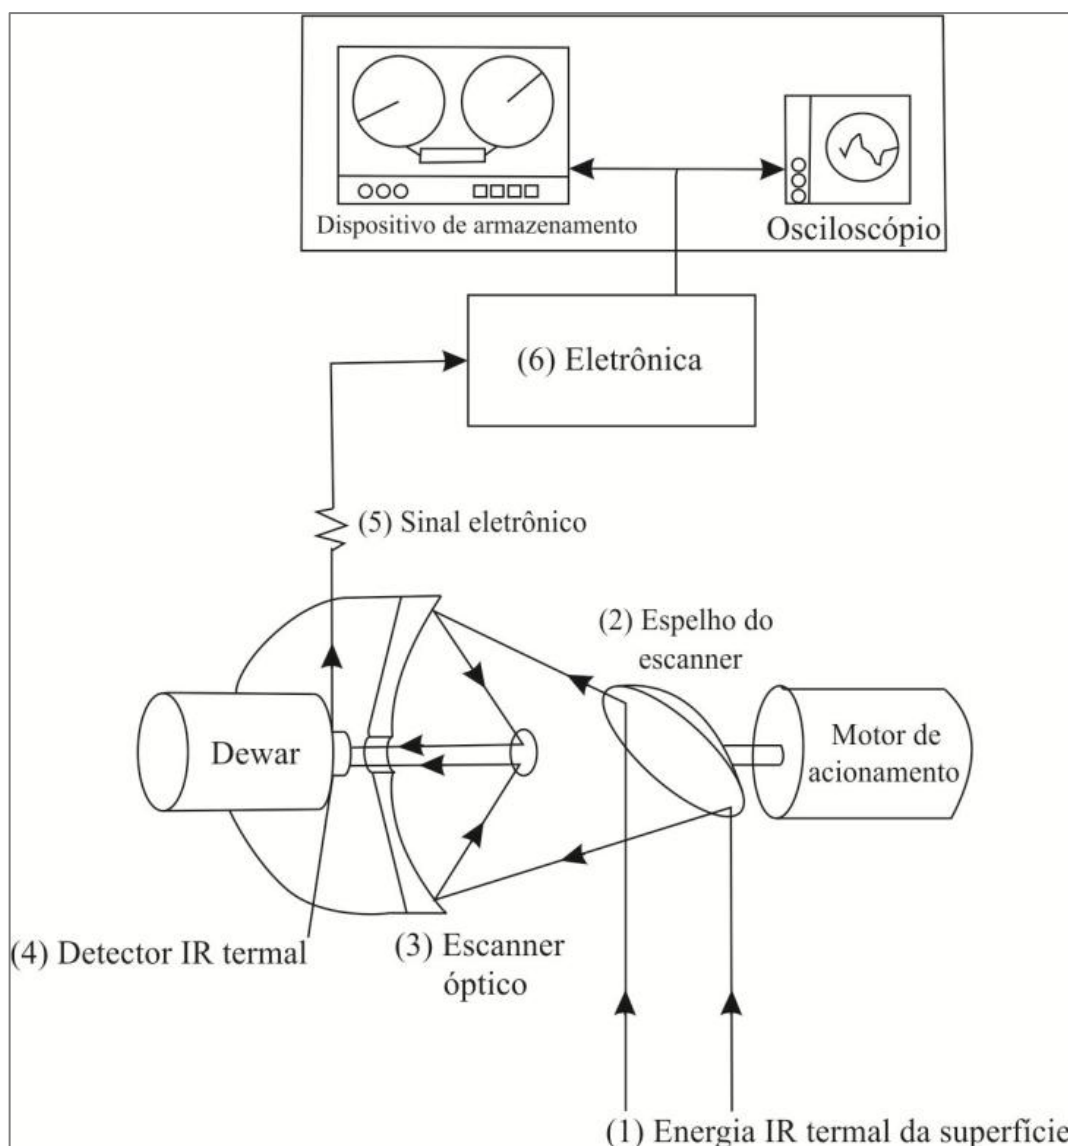 Dispositivo de armazenamento
Osciloscópio
(6) Eletrônica
(5) Sinal eletrônico
(2) Espelho do
escanner
Dewar
Motor de
acionamento
(4) Detector IR termal
(3) Escanner
óptico
(1) Energia IR termal da superfície